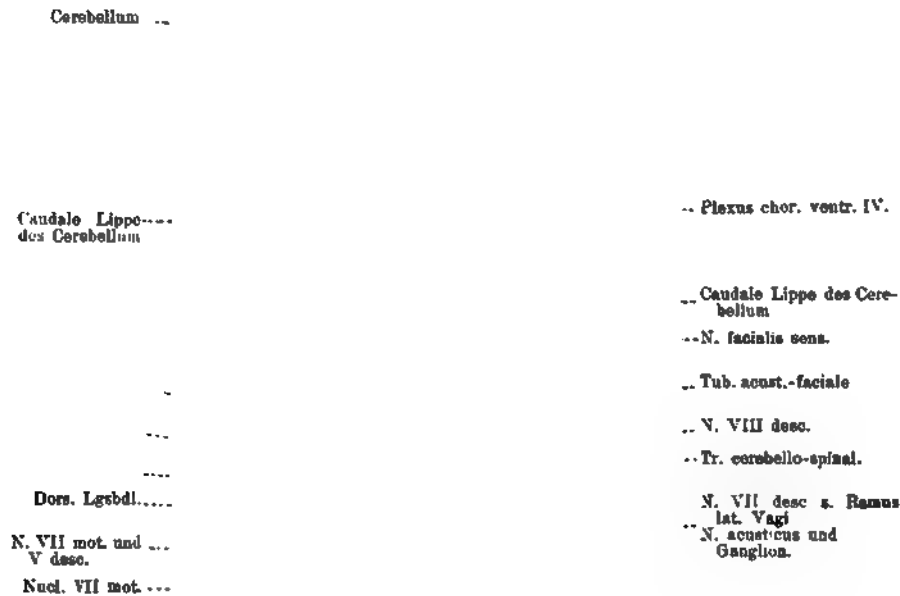 Cerebellum
Caudale Lippe
des Cerebellum
Dors. Lgsbdl.
N. VII mot. und
V desc.
Nucl. VII mot.
Plexus chor. ventr. IV.
Caudale Lippe des Cere-
bellum
N. facialis sens.
Tub. acust.-faciale
N. VIII desc.
Tr. cerebello-spinal.
N. VII desc s. Ramus
lat. Vagi
N. acusticus und
Ganglion.